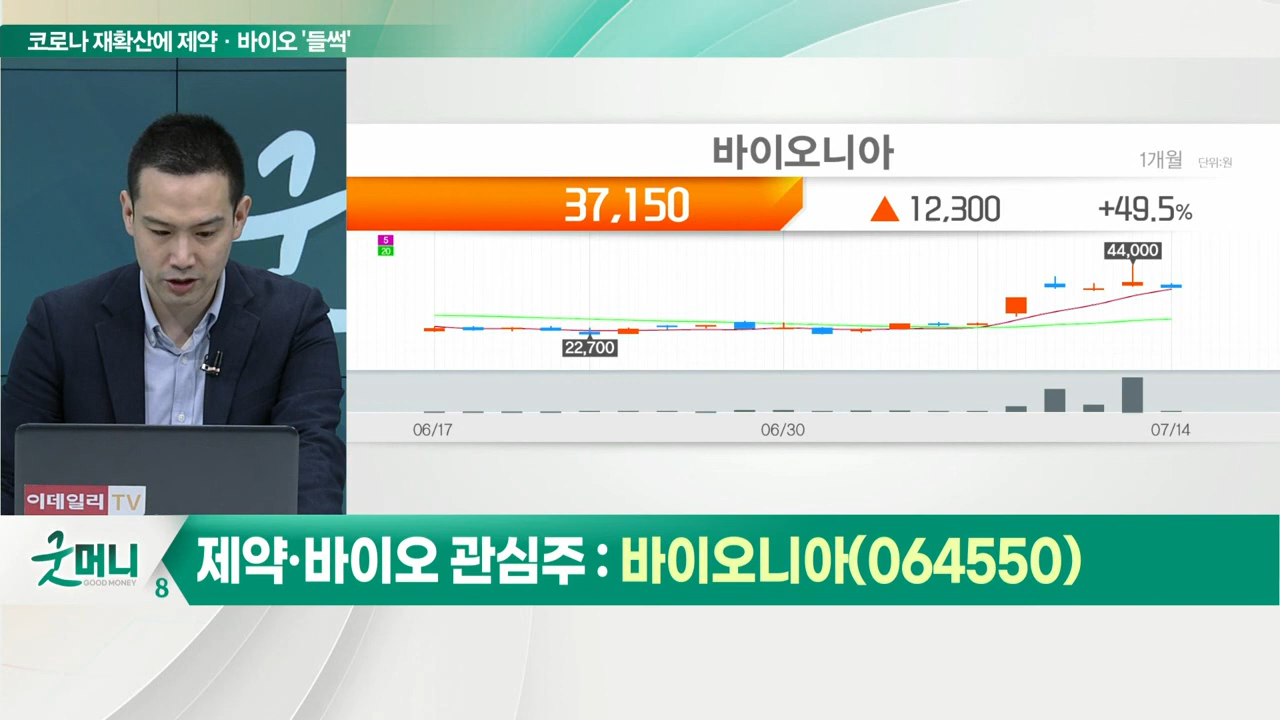 코로나 재확산에 제약·바이오 '들썩'
바이오니아
1개월 단위:원
37,150 ▲ 12,300 +49.5%
5
20
44,000
22,700
06/17 06/30 07/14
이데일리 TV
굿머니
GOOD MONEY
8
제약·바이오 관심주 : 바이오니아(064550)